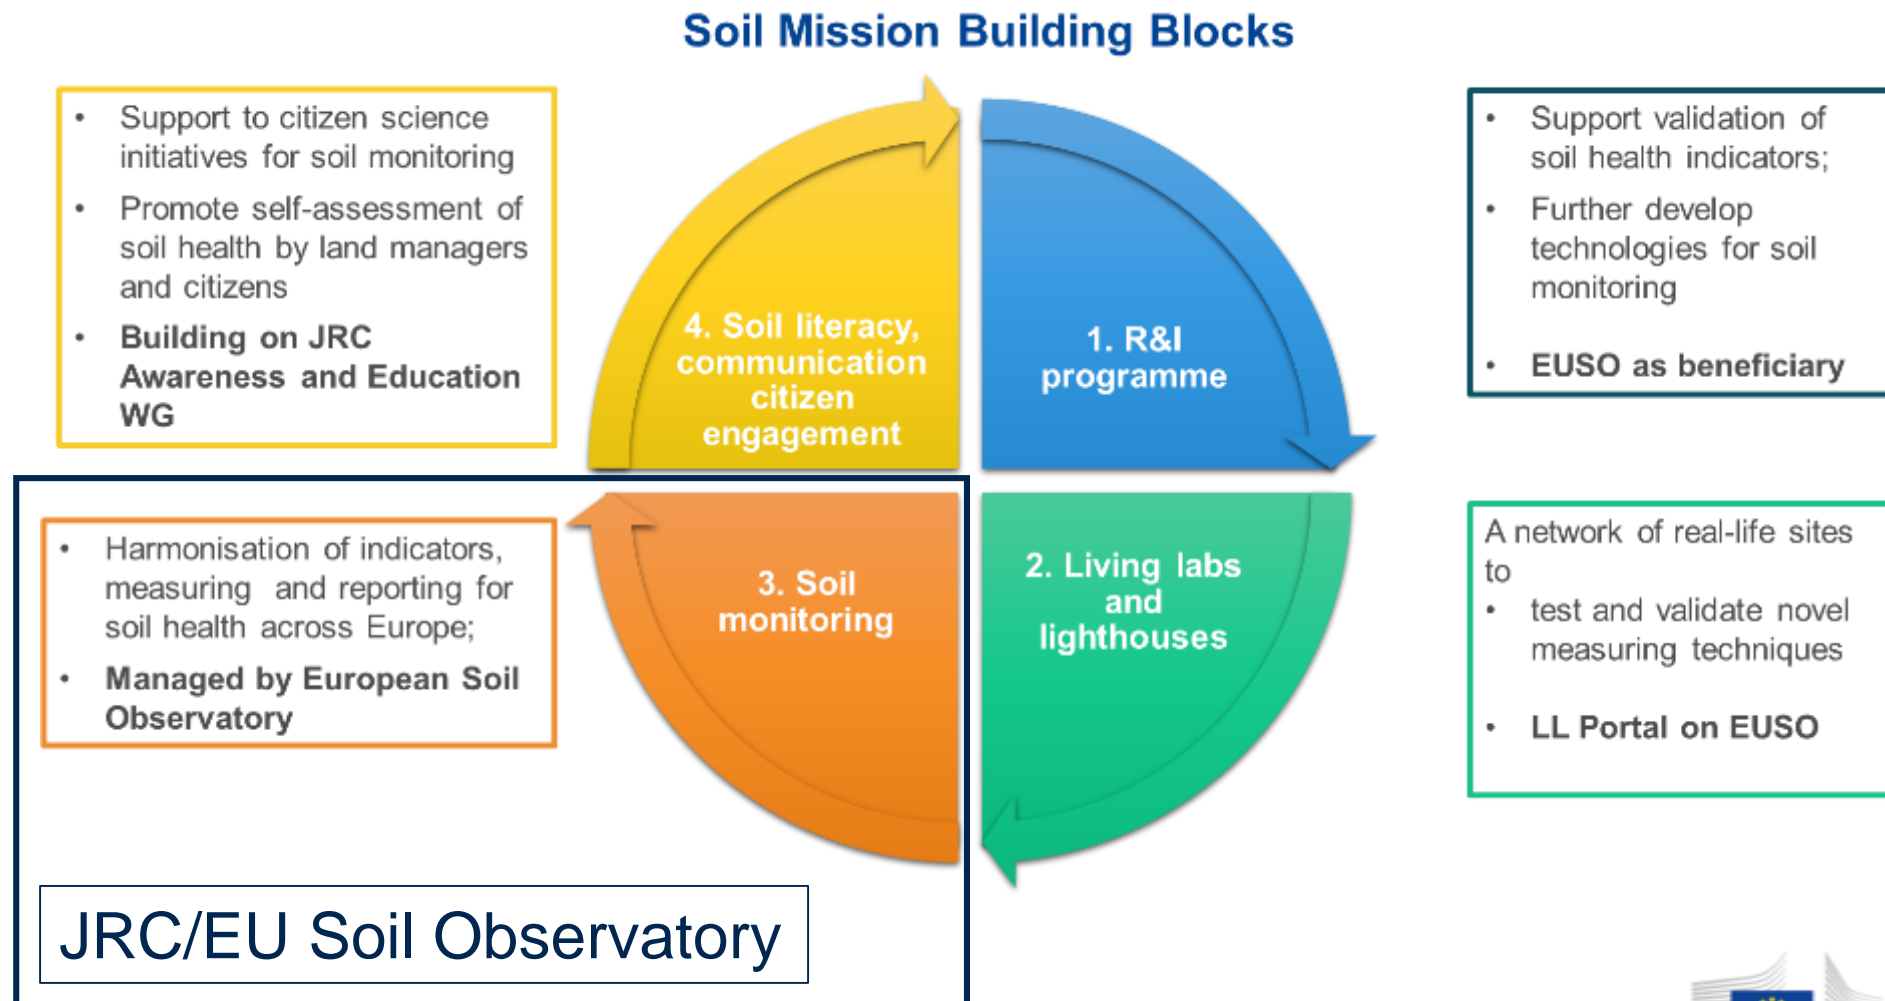 Soil Mission Building Blocks
• Support to citizen science
initiatives for soil monitoring
• Promote self-assessment of
soil health by land managers
and citizens
• Building on JRC
Awareness and Education
WG
4. Soil literacy,
communication
citizen
engagement
1. R&I
programme
• Support validation of
soil health indicators;
• Further develop
technologies for soil
monitoring
• EUSO as beneficiary
• Harmonisation of indicators,
measuring and reporting for
soil health across Europe;
• Managed by European Soil
Observatory
3. Soil
monitoring
2. Living labs
and
lighthouses
A network of real-life sites
to
• test and validate novel
measuring techniques
• LL Portal on EUSO
JRC/EU Soil Observatory